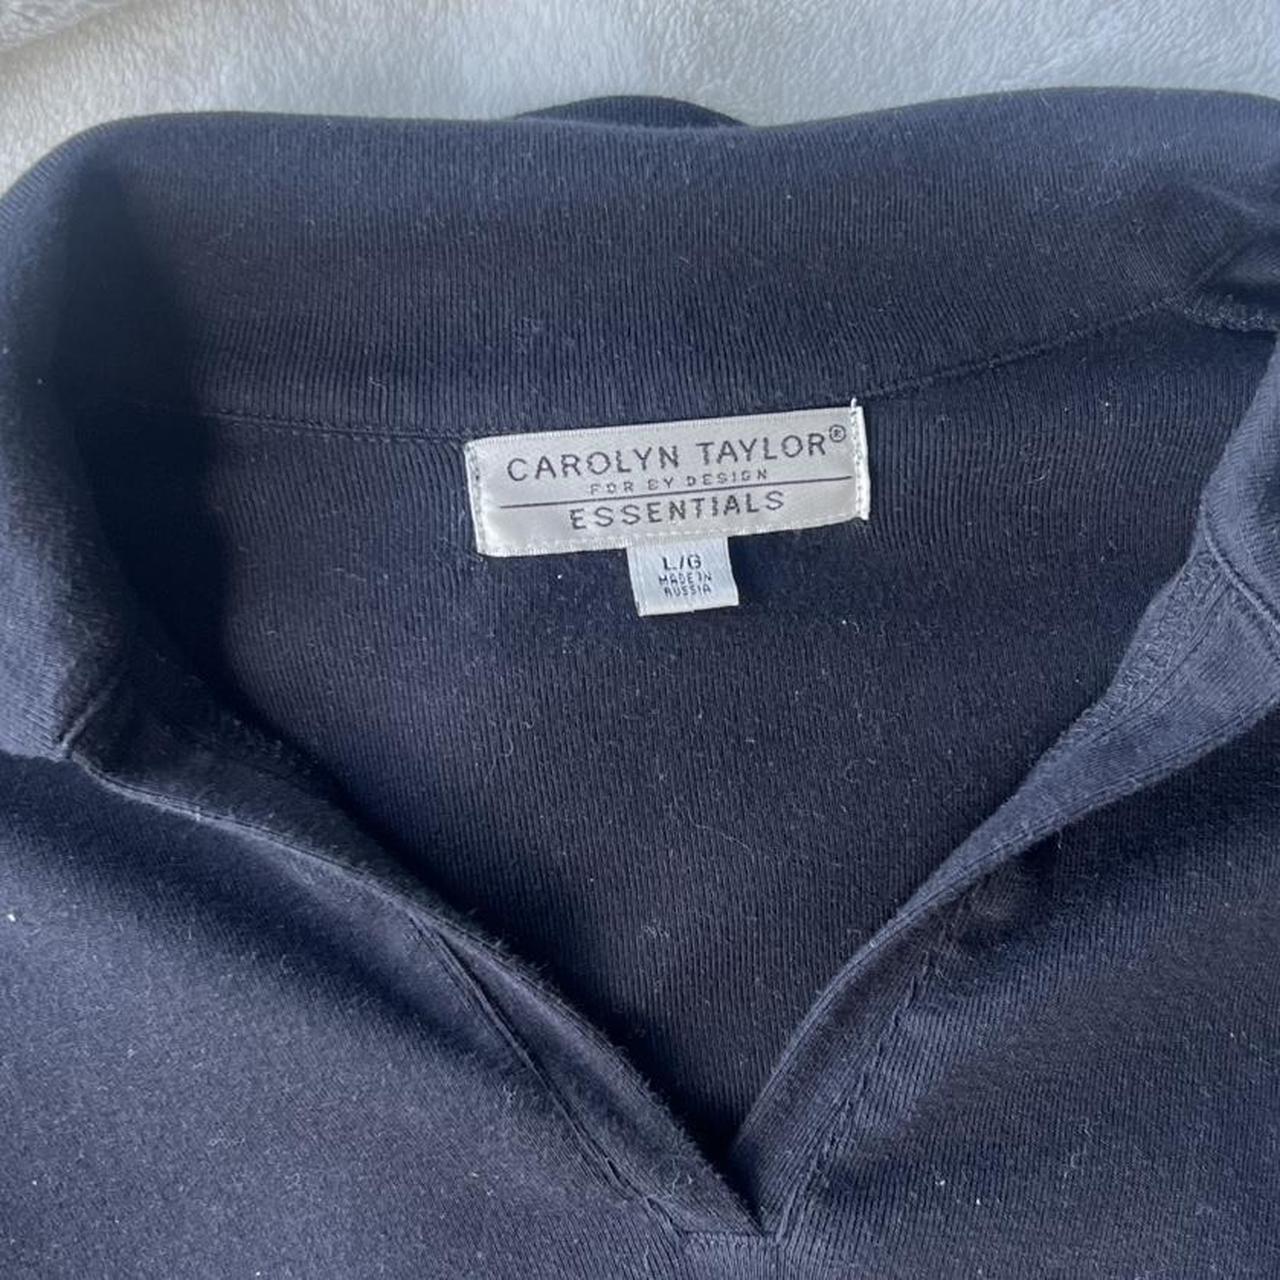 CAROLYN TAYLOR®
FOR BY DESIGN
ESSENTIALS
L/G
MADE IN
RUSSIA